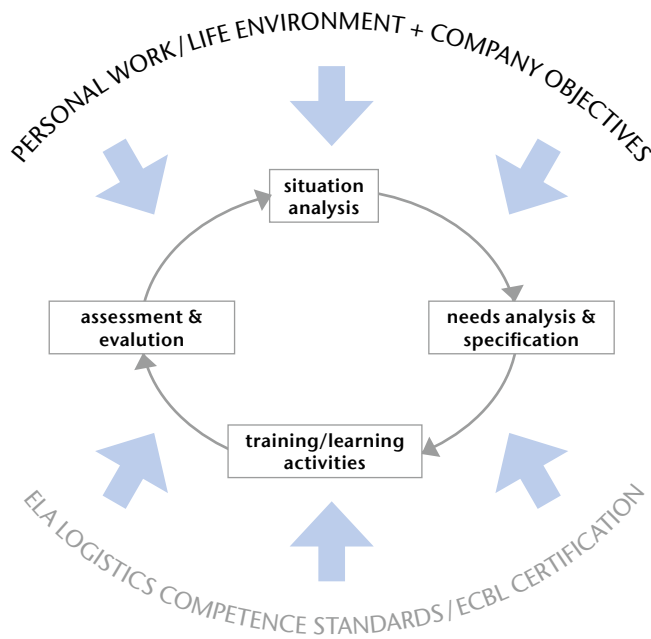 PERSONAL WORK/LIFE ENVIRONMENT + COMPANY OBJECTIVES
situation
analysis
assessment &
evalution
needs analysis &
specification
training/learning
activities
ELA LOGISTICS COMPETENCE STANDARDS/ECBL CERTIFICATION